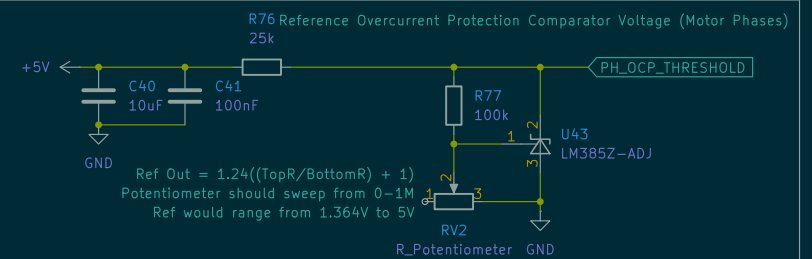 R76 Reference Overcurrent Protection Comparator Voltage (Motor Phases)
25k
+5V
PH_OCP_THRESHOLD
C40
10uF
C41
100nF
R77
100k
GND
1
2
3
U43
LM385Z-ADJ
Ref Out = 1.24((TopR/BottomR) + 1)
Potentiometer should sweep from 0-1M
Ref would range from 1.364V to 5V
1
2
3
RV2
R_Potentiometer
GND